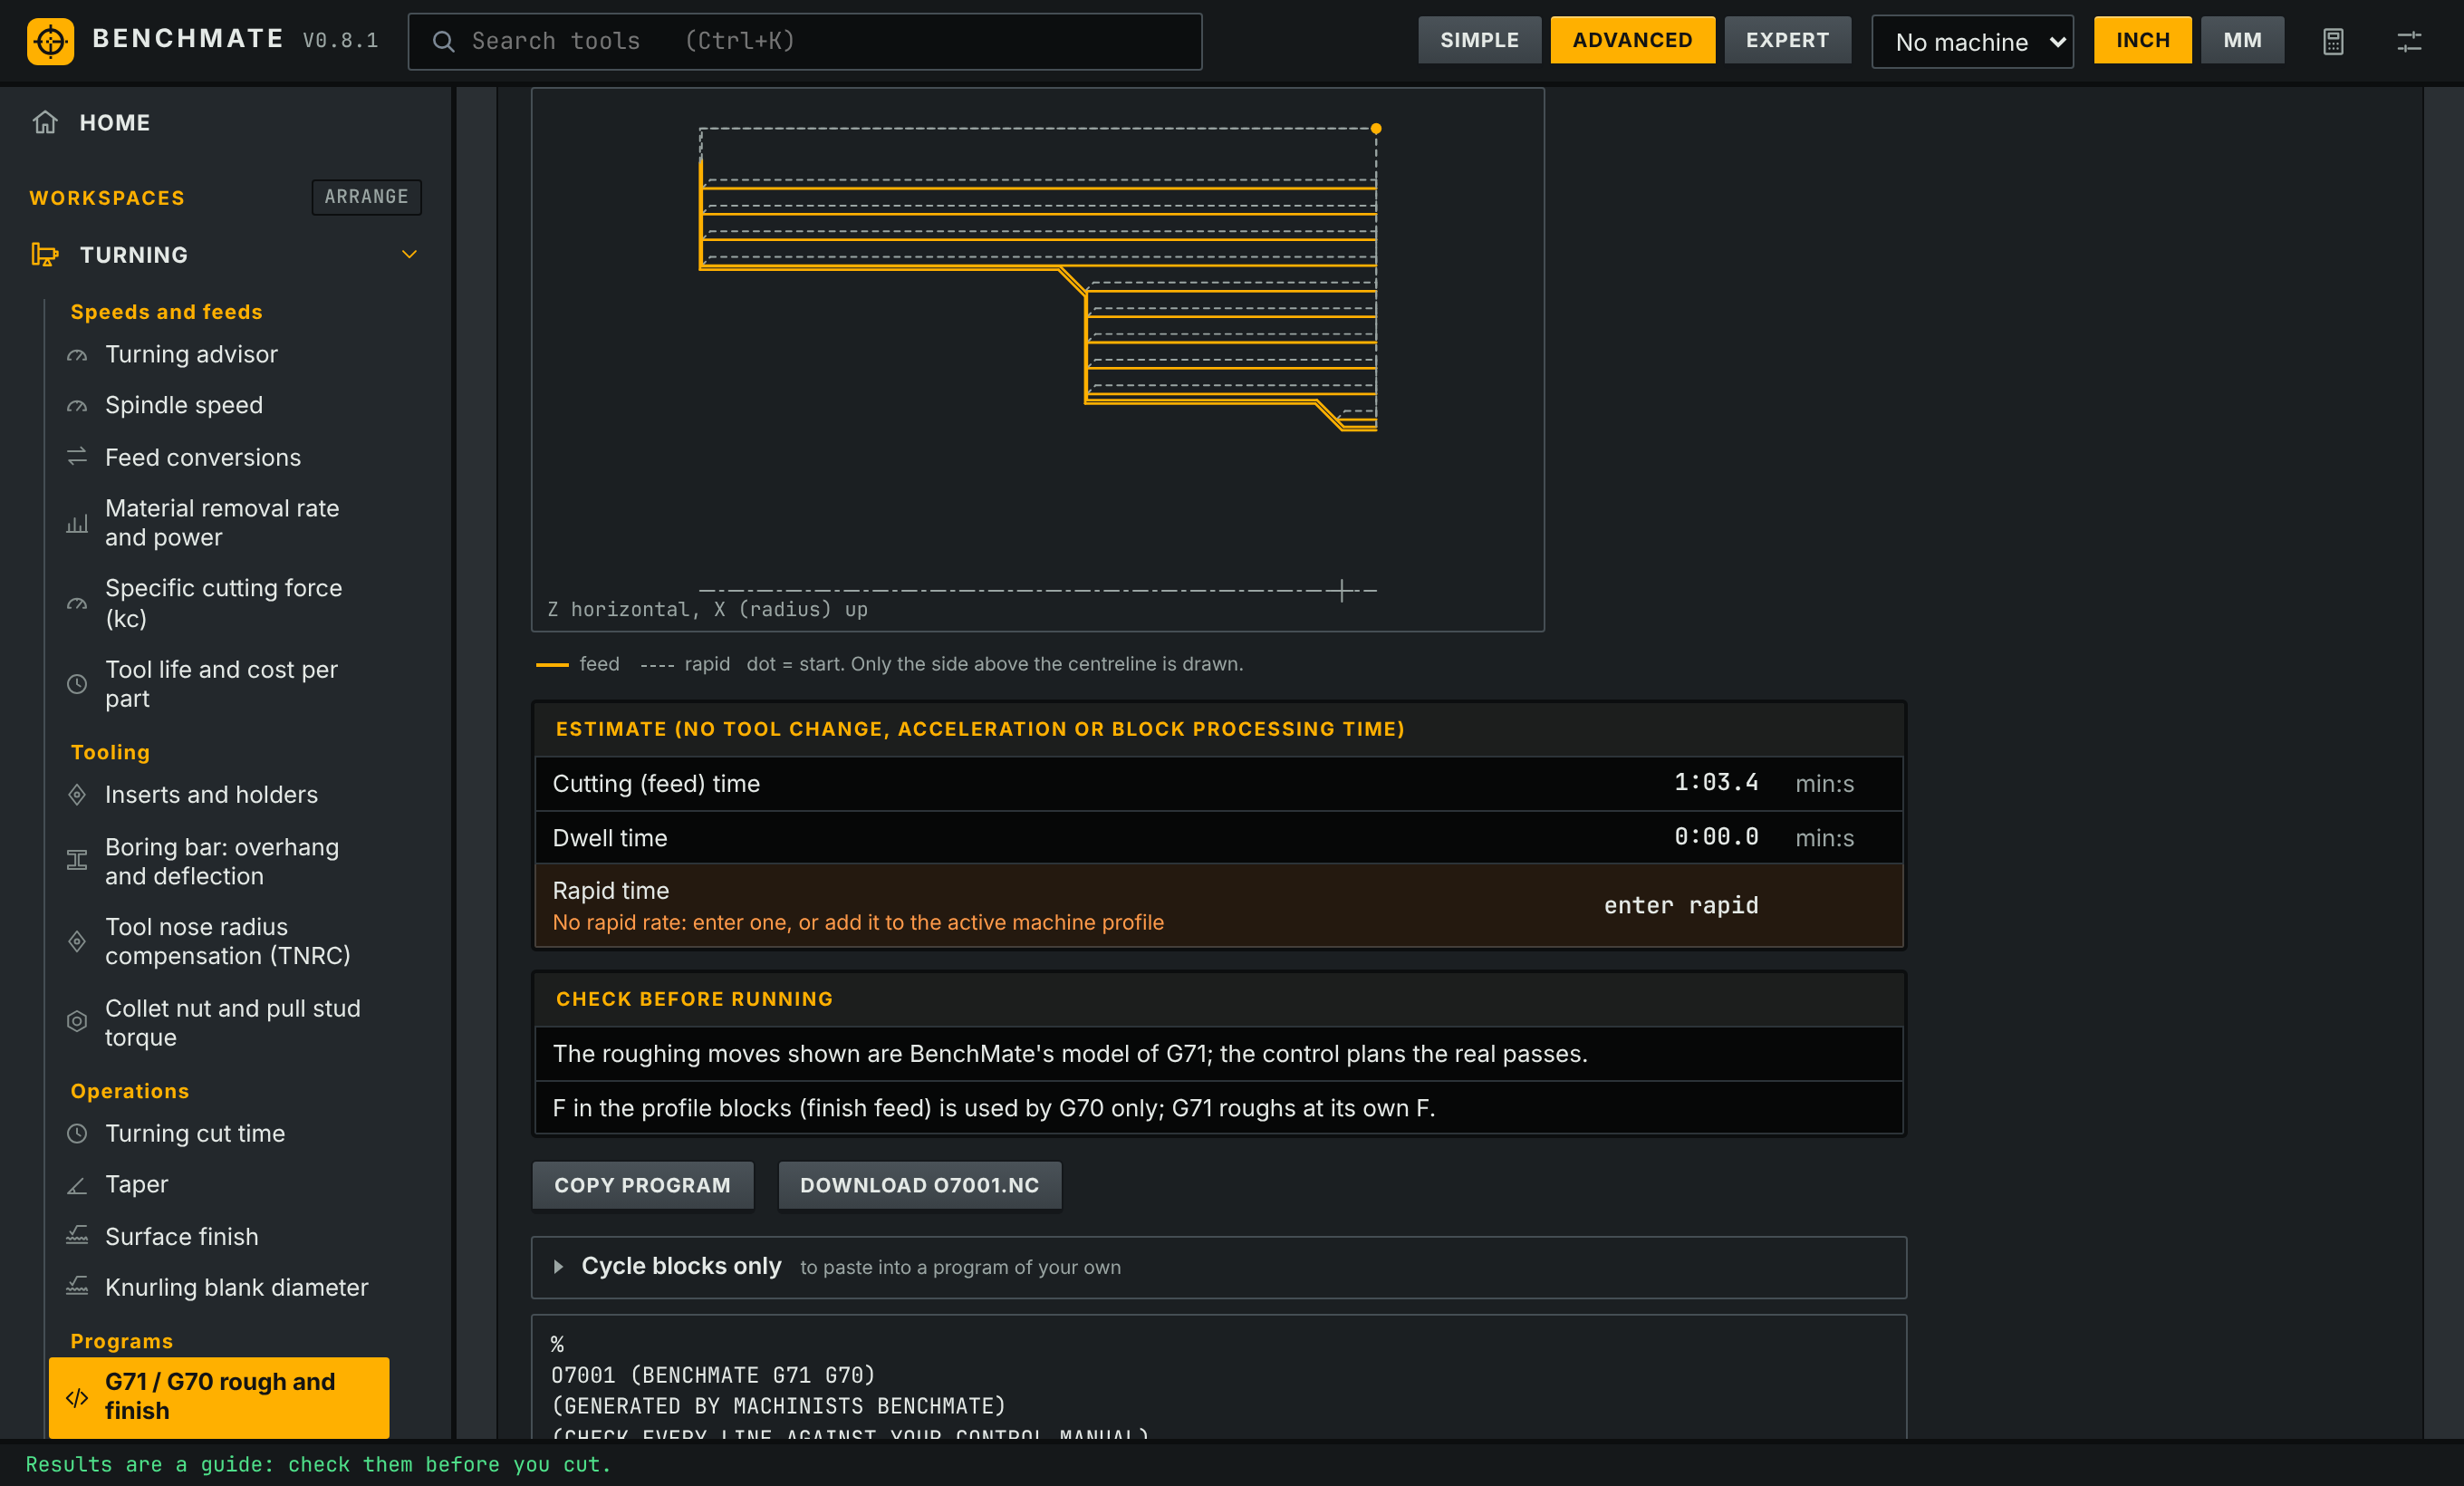 BENCHMATE V0.8.1
Search tools (Ctrl+K)
SIMPLE ADVANCED EXPERT
No machine
INCH MM
HOME
WORKSPACES ARRANGE
TURNING
Speeds and feeds
Turning advisor
Spindle speed
Feed conversions
Material removal rate
and power
Specific cutting force
(kc)
Tool life and cost per
part
Tooling
Inserts and holders
Boring bar: overhang
and deflection
Tool nose radius
compensation (TNRC)
Collet nut and pull stud
torque
Operations
Turning cut time
Taper
Surface finish
Knurling blank diameter
Programs
G71 / G70 rough and
finish
Z horizontal, X (radius) up
feed rapid dot = start. Only the side above the centreline is drawn.
ESTIMATE (NO TOOL CHANGE, ACCELERATION OR BLOCK PROCESSING TIME)
Cutting (feed) time 1:03.4 min:s
Dwell time 0:00.0 min:s
Rapid time enter rapid
No rapid rate: enter one, or add it to the active machine profile
CHECK BEFORE RUNNING
The roughing moves shown are BenchMate's model of G71; the control plans the real passes.
F in the profile blocks (finish feed) is used by G70 only; G71 roughs at its own F.
COPY PROGRAM DOWNLOAD O7001.NC
Cycle blocks only to paste into a program of your own
%
O7001 (BENCHMATE G71 G70)
(GENERATED BY MACHINISTS BENCHMATE)
(CHECK EVERY LINE AGAINST YOUR CONTROL MANUAL)
Results are a guide: check them before you cut.